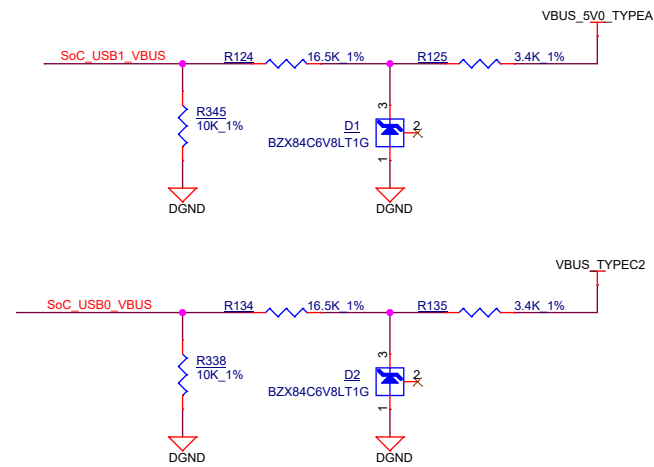 VBUS_5V0_TYPEA
SoC_USB1_VBUS
R124
16.5K_1%
R125
3.4K_1%
R345
10K_1%
3
D1
2
BZX84C6V8LT1G
1
DGND
DGND
VBUS_TYPEC2
SoC_USB0_VBUS
R134
16.5K_1%
R135
3.4K_1%
R338
10K_1%
3
D2
2
BZX84C6V8LT1G
1
DGND
DGND